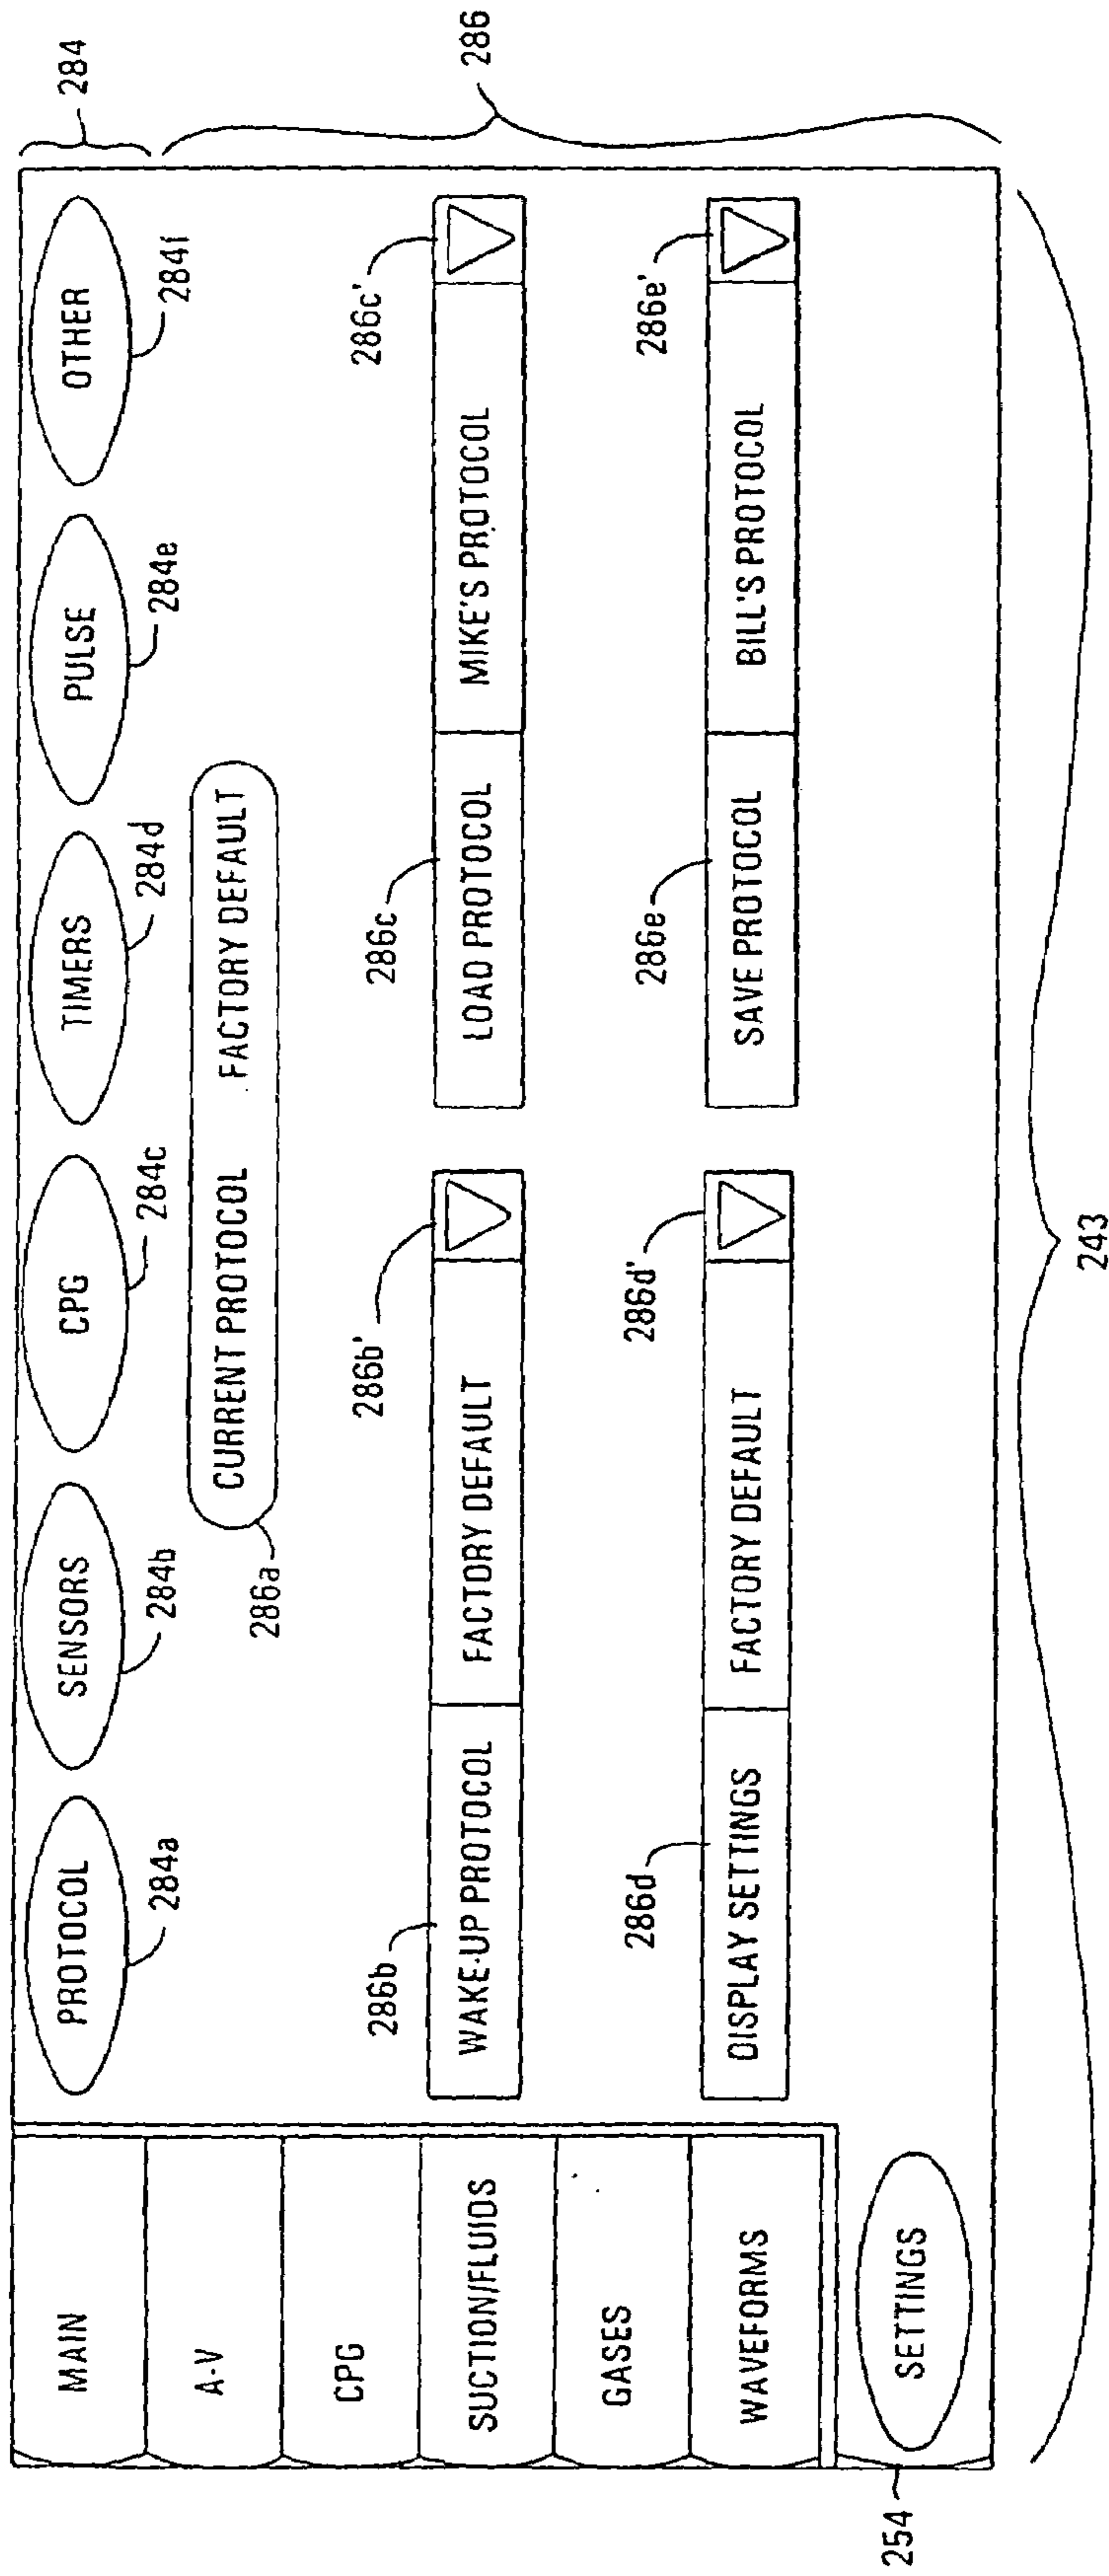 284
PROTOCOL
SENSORS
CPG
TIMERS
PULSE
OTHER
284a
284b
284c
284d
284e
284f
286
CURRENT PROTOCOL FACTORY DEFAULT
286a
286b
286b'
286c
286c'
WAKE-UP PROTOCOL
FACTORY DEFAULT
LOAD PROTOCOL
MIKE'S PROTOCOL
286d
286d'
286e
286e'
DISPLAY SETTINGS
FACTORY DEFAULT
SAVE PROTOCOL
BILL'S PROTOCOL
MAIN
A-V
CPG
SUCTION/FLUIDS
GASES
WAVEFORMS
SETTINGS
254
243